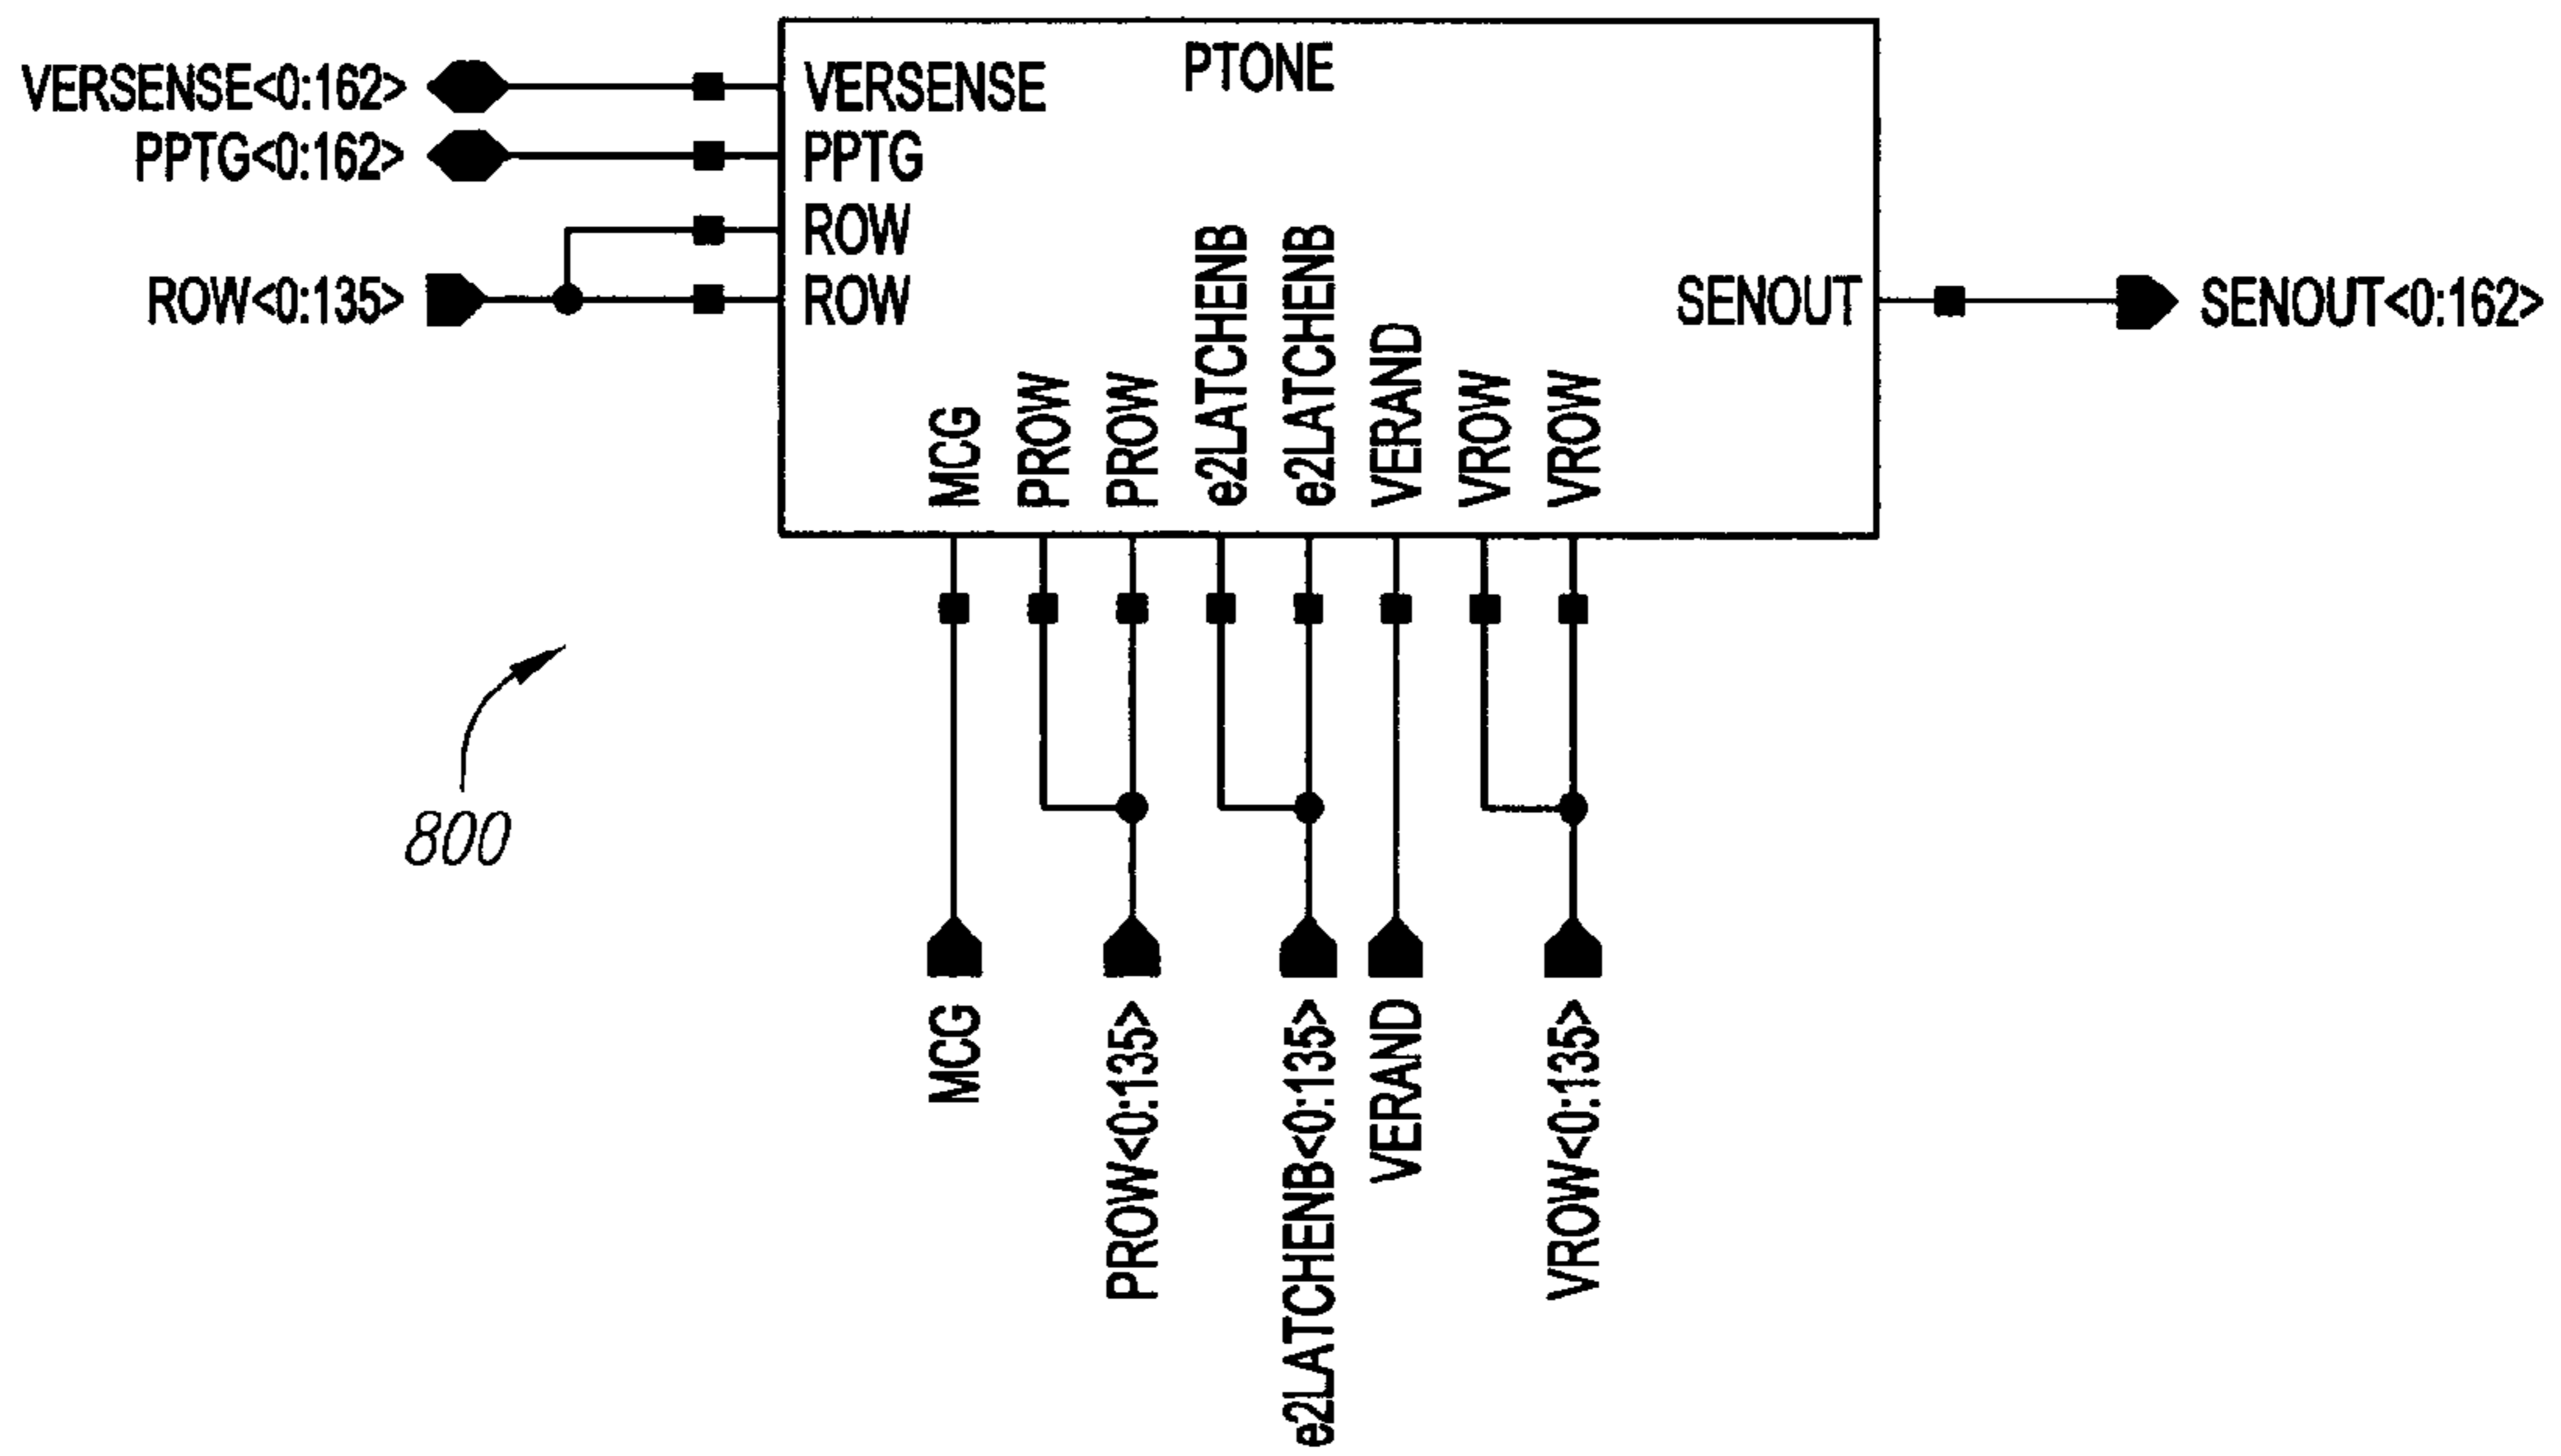 PTONE
VERSENSE<0:162>
VERSENSE
PPTG<0:162>
PPTG
ROW
ROW<0:135>
ROW
SENOUT
SENOUT<0:162>
MCG
PROW
PROW
e2LATCHENB
e2LATCHENB
VERAND
VROW
VROW
800
MCG
PROW<0:135>
e2LATCHENB<0:135>
VERAND
VROW<0:135>